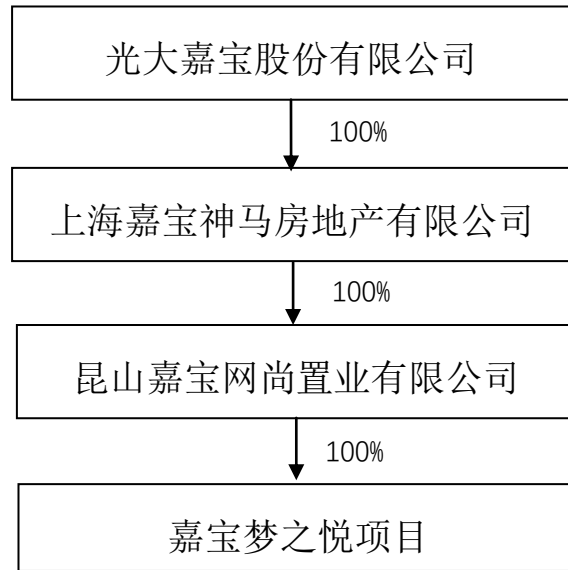 光大嘉宝股份有限公司
100%
上海嘉宝神马房地产有限公司
100%
昆山嘉宝网尚置业有限公司
100%
嘉宝梦之悦项目